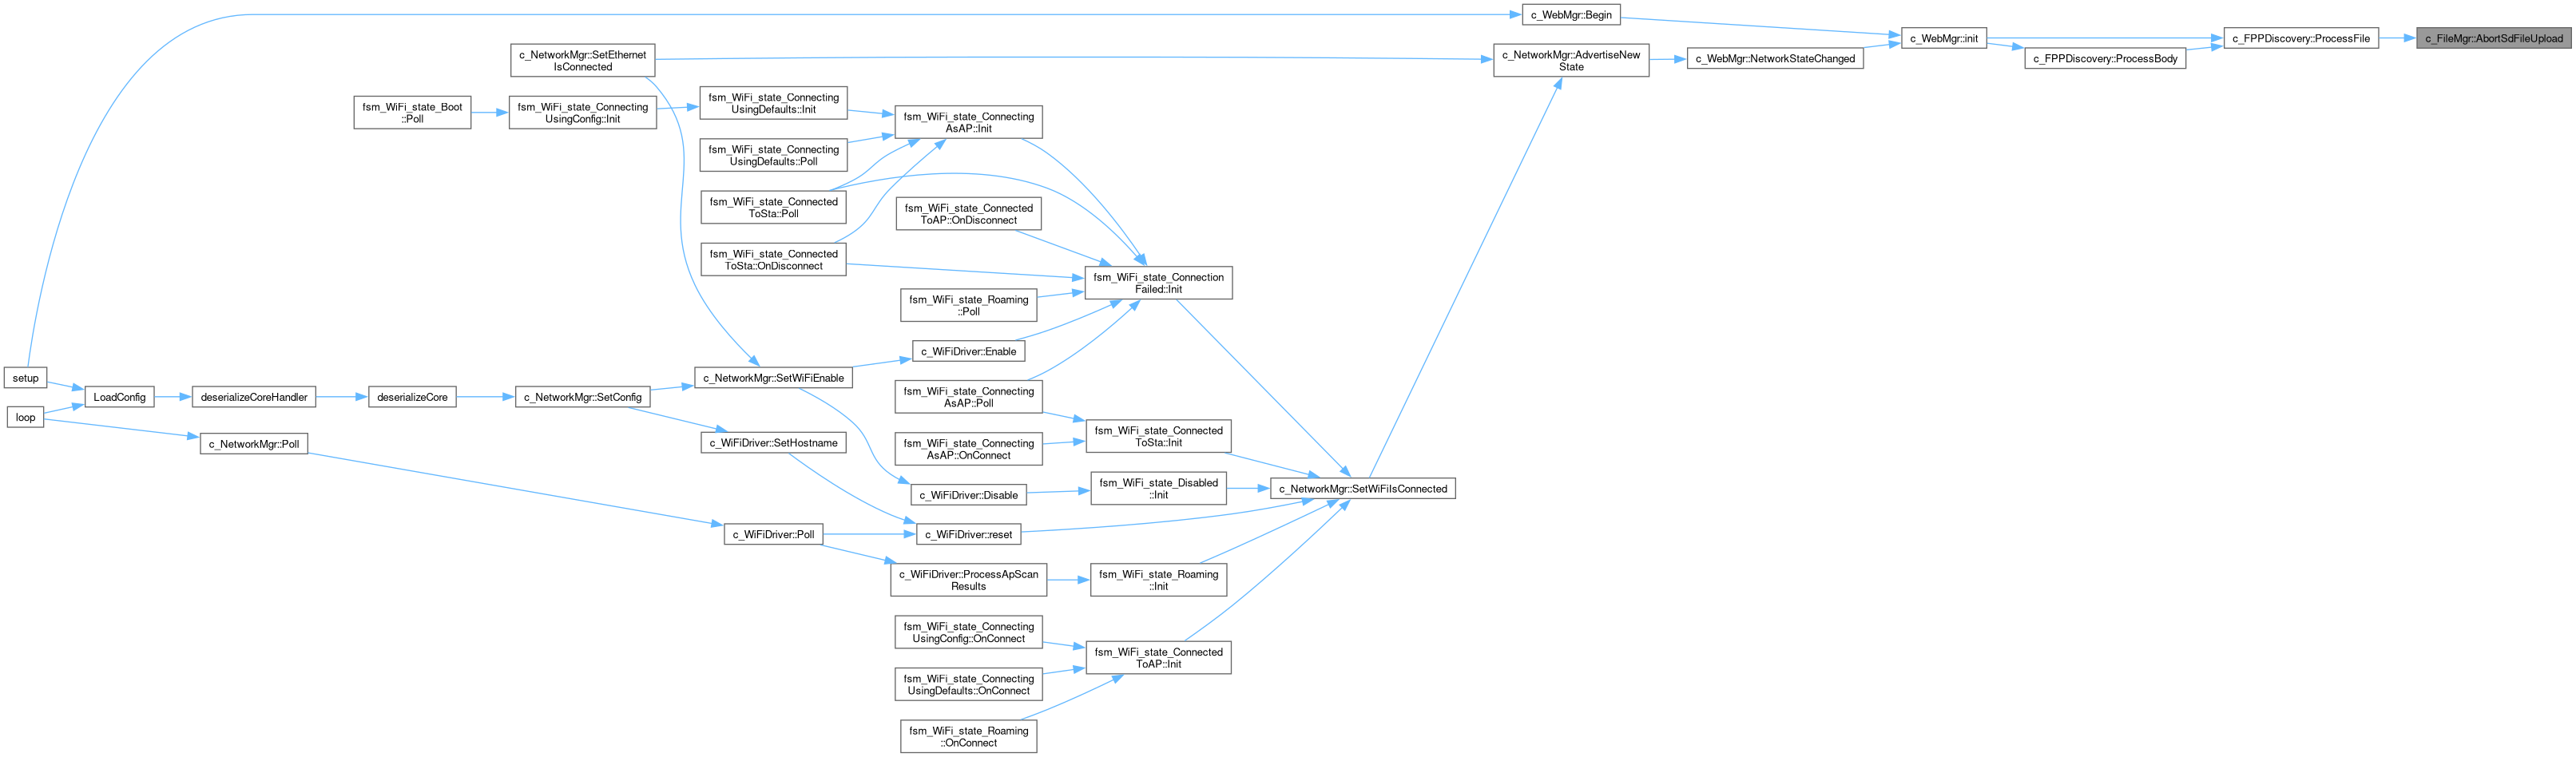 c_WebMgr::Begin
c_NetworkMgr::SetEthernet
IsConnected
c_NetworkMgr::AdvertiseNew
State
c_WebMgr::NetworkStateChanged
c_WebMgr::init
c_FPPDiscovery::ProcessBody
c_FPPDiscovery::ProcessFile
c_FileMgr::AbortSdFileUpload
fsm_WiFi_state_Boot
::Poll
fsm_WiFi_state_Connecting
UsingConfig::Init
fsm_WiFi_state_Connecting
UsingDefaults::Init
fsm_WiFi_state_Connecting
AsAP::Init
fsm_WiFi_state_Connecting
UsingDefaults::Poll
fsm_WiFi_state_Connected
ToSta::Poll
fsm_WiFi_state_Connected
ToAP::OnDisconnect
fsm_WiFi_state_Connected
ToSta::OnDisconnect
fsm_WiFi_state_Connection
Failed::Init
fsm_WiFi_state_Roaming
::Poll
c_WiFiDriver::Enable
setup
loop
LoadConfig
deserializeCoreHandler
deserializeCore
c_NetworkMgr::SetConfig
c_NetworkMgr::SetWiFiEnable
fsm_WiFi_state_Connecting
AsAP::Poll
c_NetworkMgr::Poll
c_WiFiDriver::SetHostname
fsm_WiFi_state_Connecting
AsAP::OnConnect
fsm_WiFi_state_Connected
ToSta::Init
c_WiFiDriver::Disable
fsm_WiFi_state_Disabled
::Init
c_NetworkMgr::SetWiFiIsConnected
c_WiFiDriver::Poll
c_WiFiDriver::reset
c_WiFiDriver::ProcessApScan
Results
fsm_WiFi_state_Roaming
::Init
fsm_WiFi_state_Connecting
UsingConfig::OnConnect
fsm_WiFi_state_Connected
ToAP::Init
fsm_WiFi_state_Connecting
UsingDefaults::OnConnect
fsm_WiFi_state_Roaming
::OnConnect